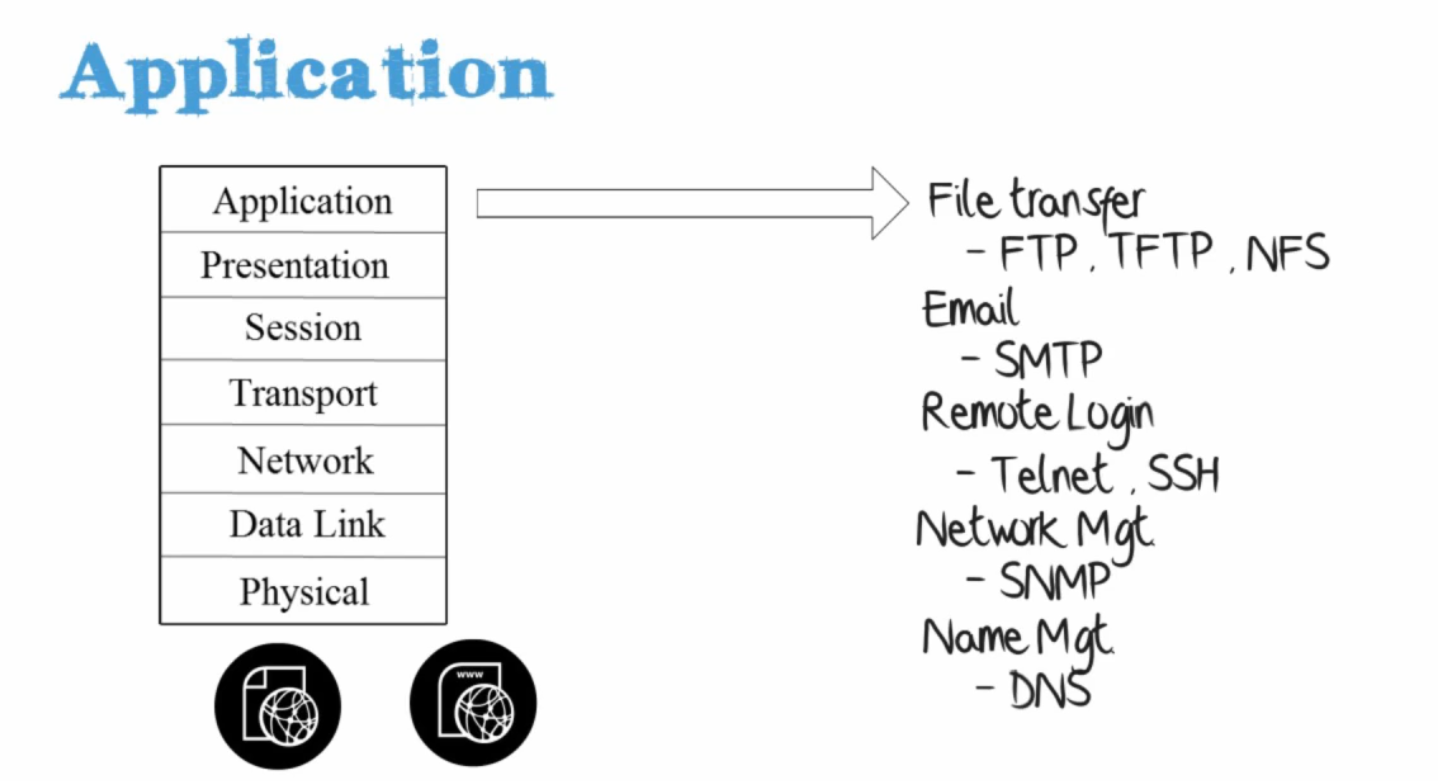 Application
Application
Presentation
Session
Transport
Network
Data Link
Physical
File transfer
- FTP, TFTP, NFS
Email
- SMTP
Remote Login
- Telnet, SSH
Network Mgt.
- SNMP
Name Mgt.
- DNS
www